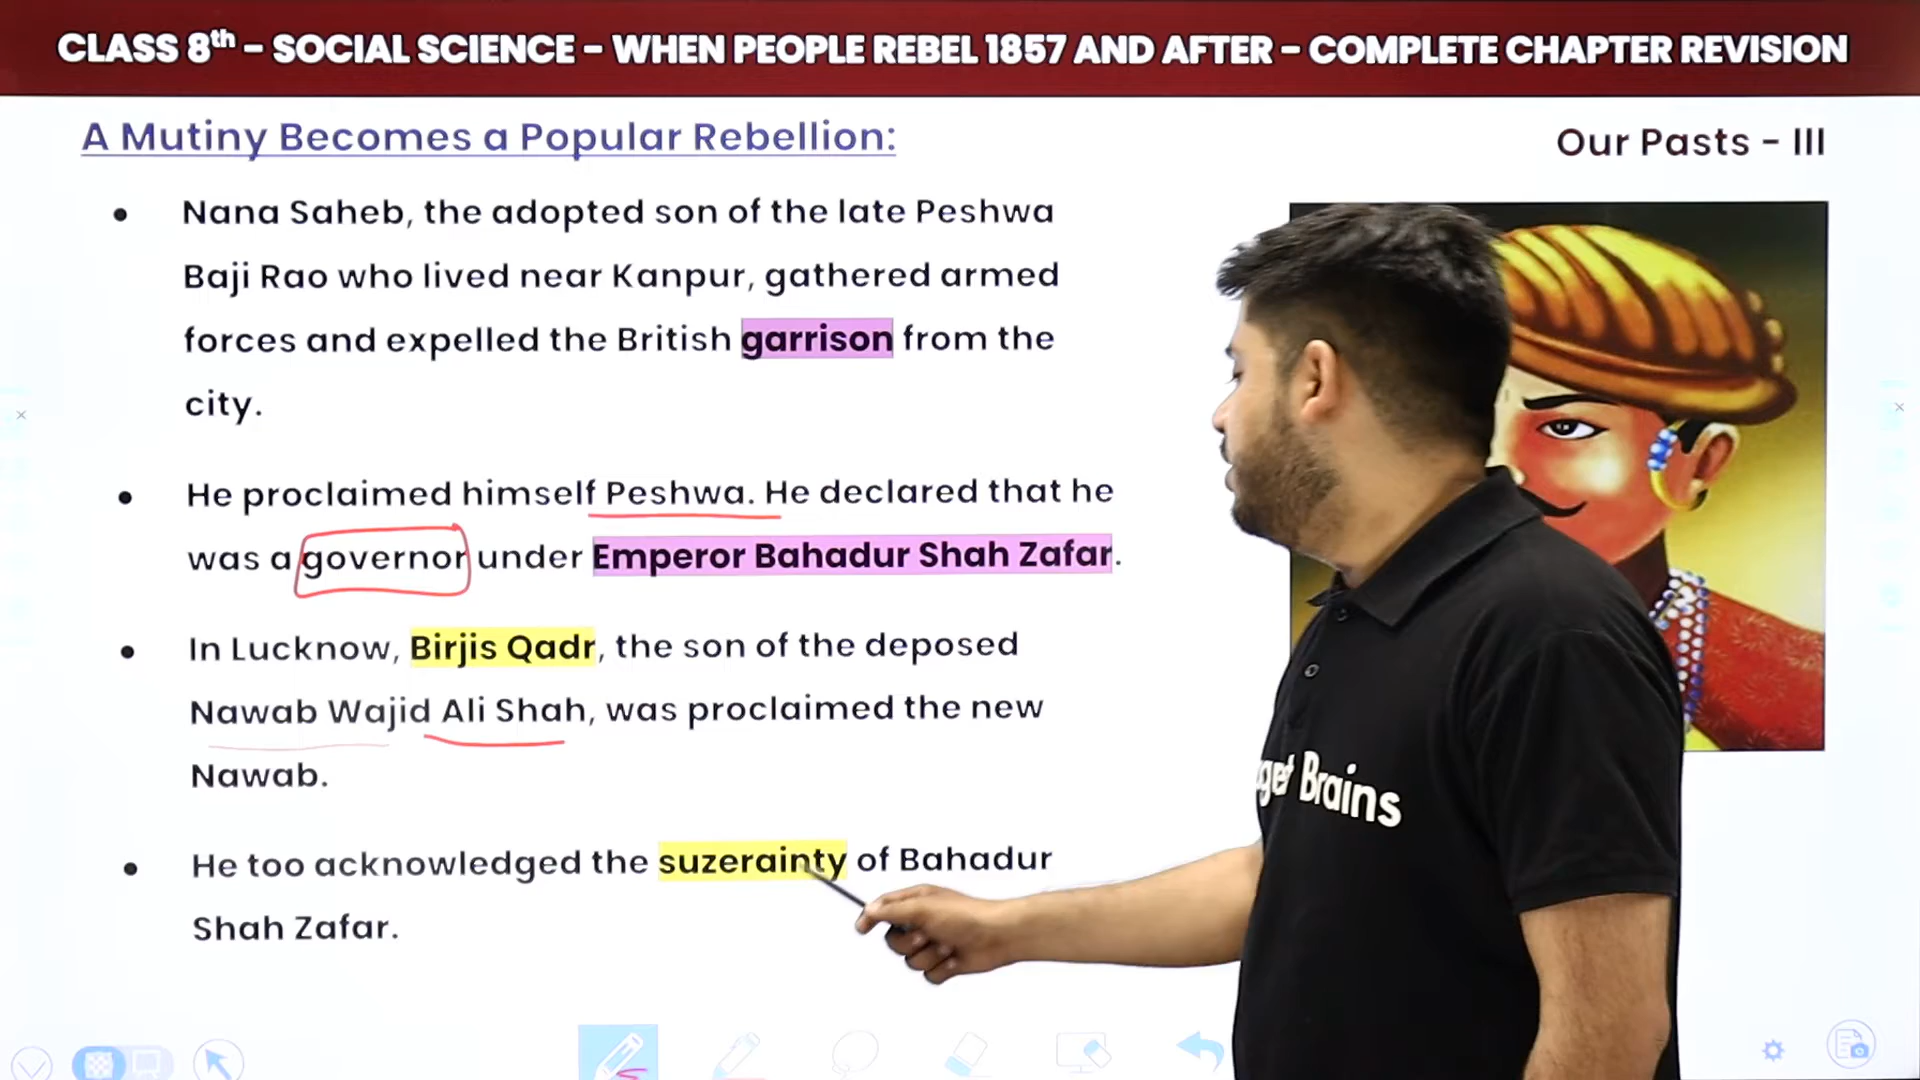 CLASS 8th – SOCIAL SCIENCE – WHEN PEOPLE REBEL 1857 AND AFTER – COMPLETE CHAPTER REVISION
A Mutiny Becomes a Popular Rebellion:
Our Pasts - III
• Nana Saheb, the adopted son of the late Peshwa
Baji Rao who lived near Kanpur, gathered armed
forces and expelled the British garrison from the
city.
• He proclaimed himself Peshwa. He declared that he
was a governor under Emperor Bahadur Shah Zafar.
• In Lucknow, Birjis Qadr, the son of the deposed
Nawab Wajid Ali Shah, was proclaimed the new
Nawab.
• He too acknowledged the suzerainty of Bahadur
Shah Zafar.
Brains